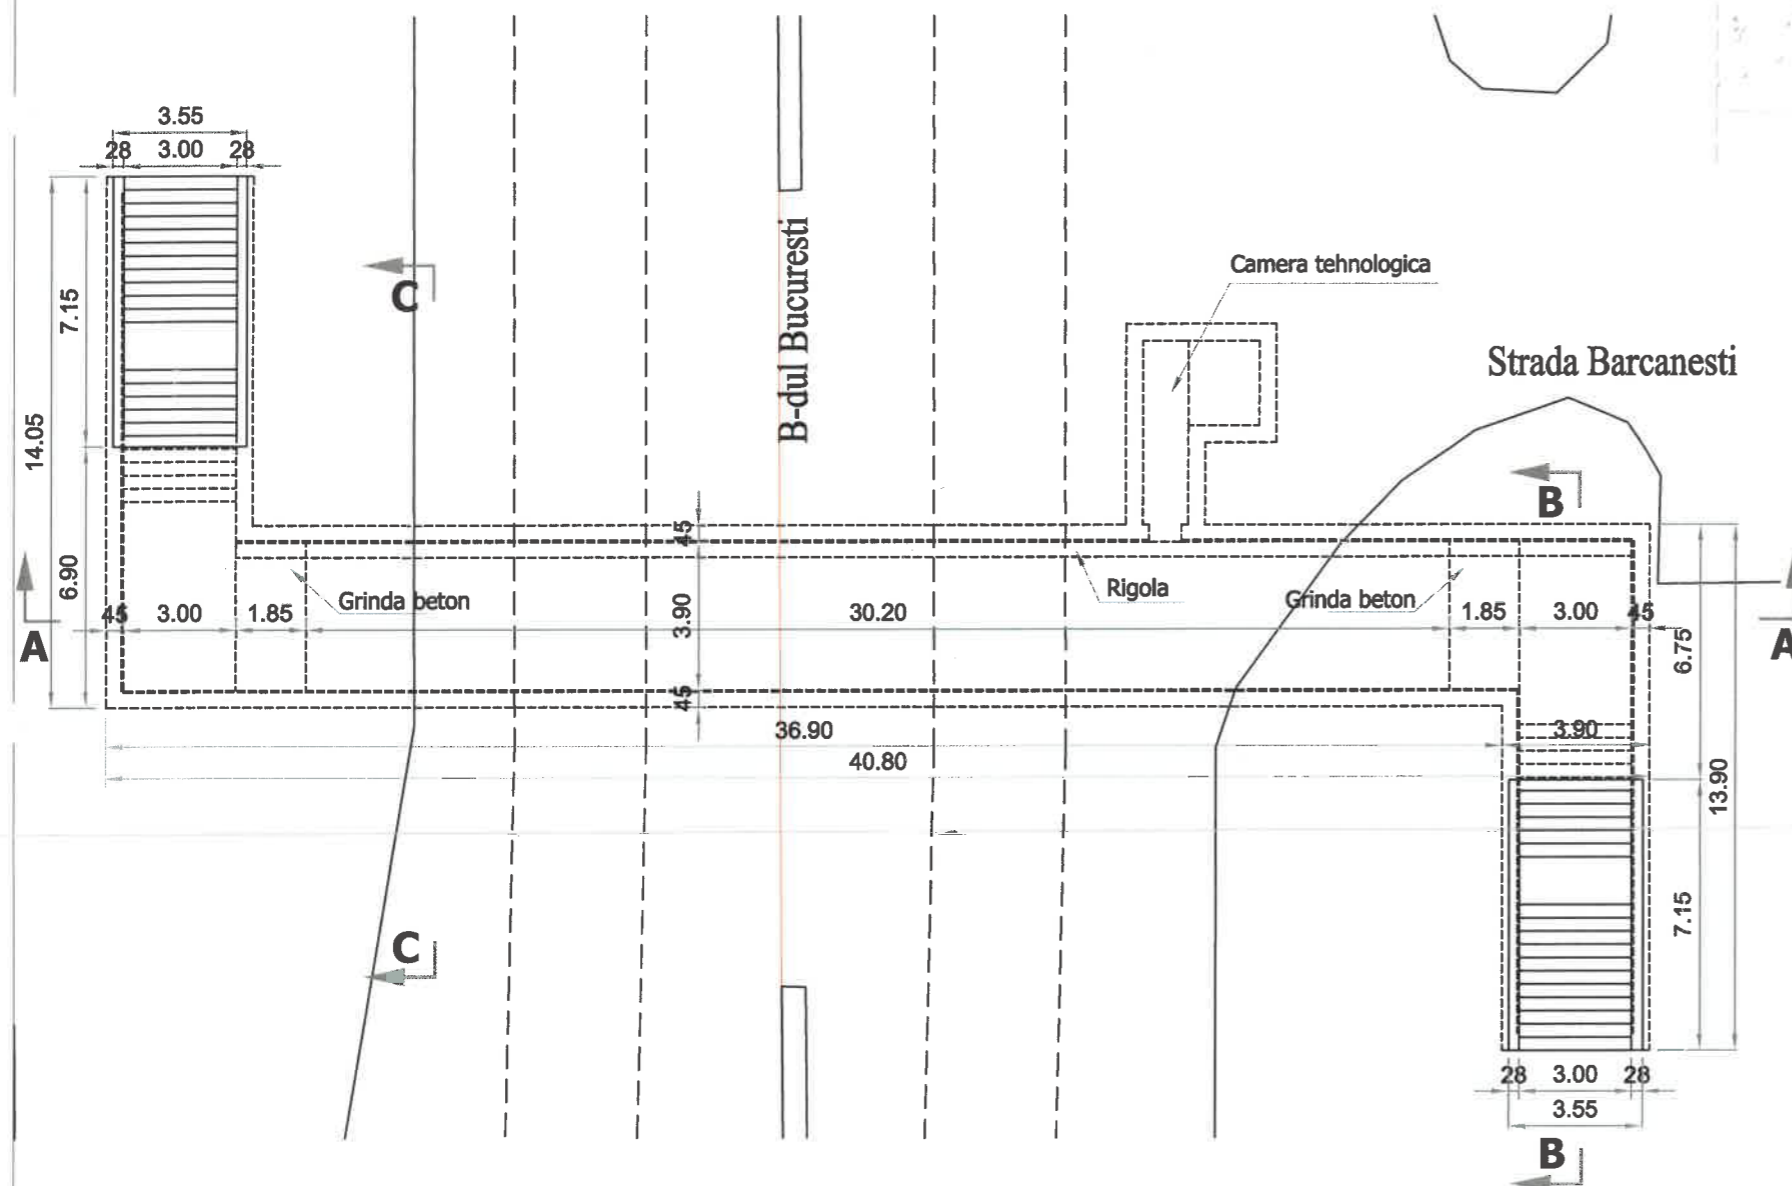 3.55
28 3.00 28
7.15
14.05
6.90
C
B-dul Bucuresti
Camera tehnologica
Strada Barcanesti
B
45
Grinda beton
Rigola
Grinda beton
A
45 3.00 1.85
3.90
30.20
1.85 3.00 45
6.75
A
45
36.90
3.90
40.80
13.90
C
7.15
28 3.00 28
3.55
B